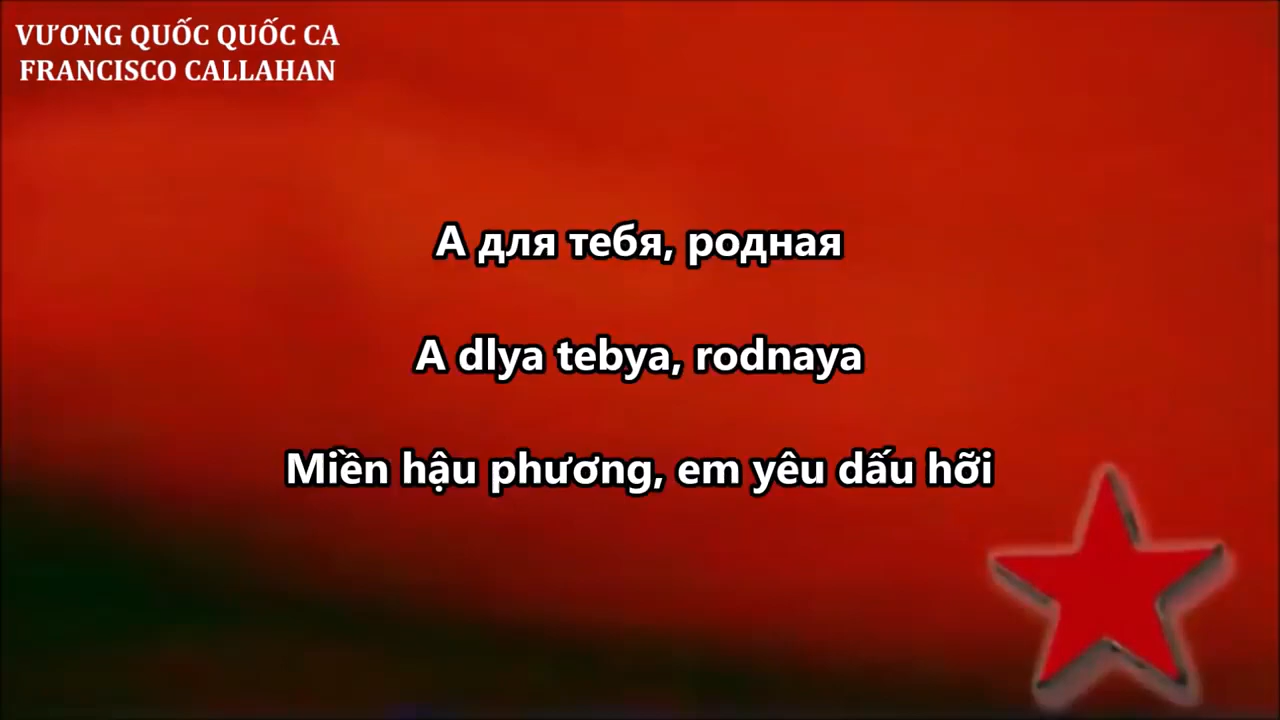 VƯƠNG QUỐC QUỐC CA
FRANCISCO CALLAHAN
А для тебя, родная
A dlya tebya, rodnaya
Miền hậu phương, em yêu dấu hỡi